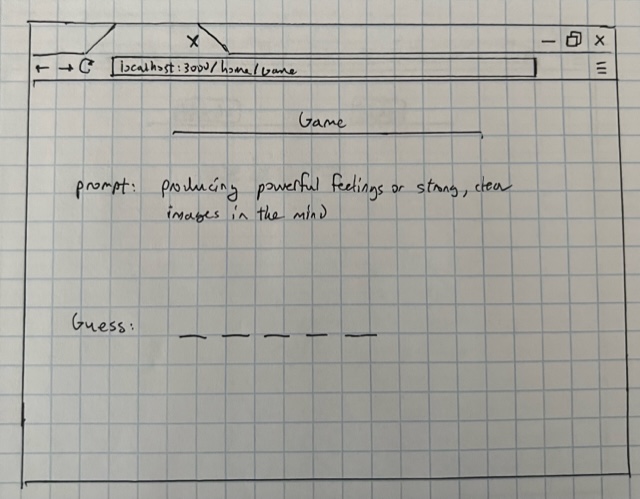 localhost:3000/home/Game
Game
prompt: producing powerful feelings or strong, clear
images in the mind
Guess: _ _ _ _ _